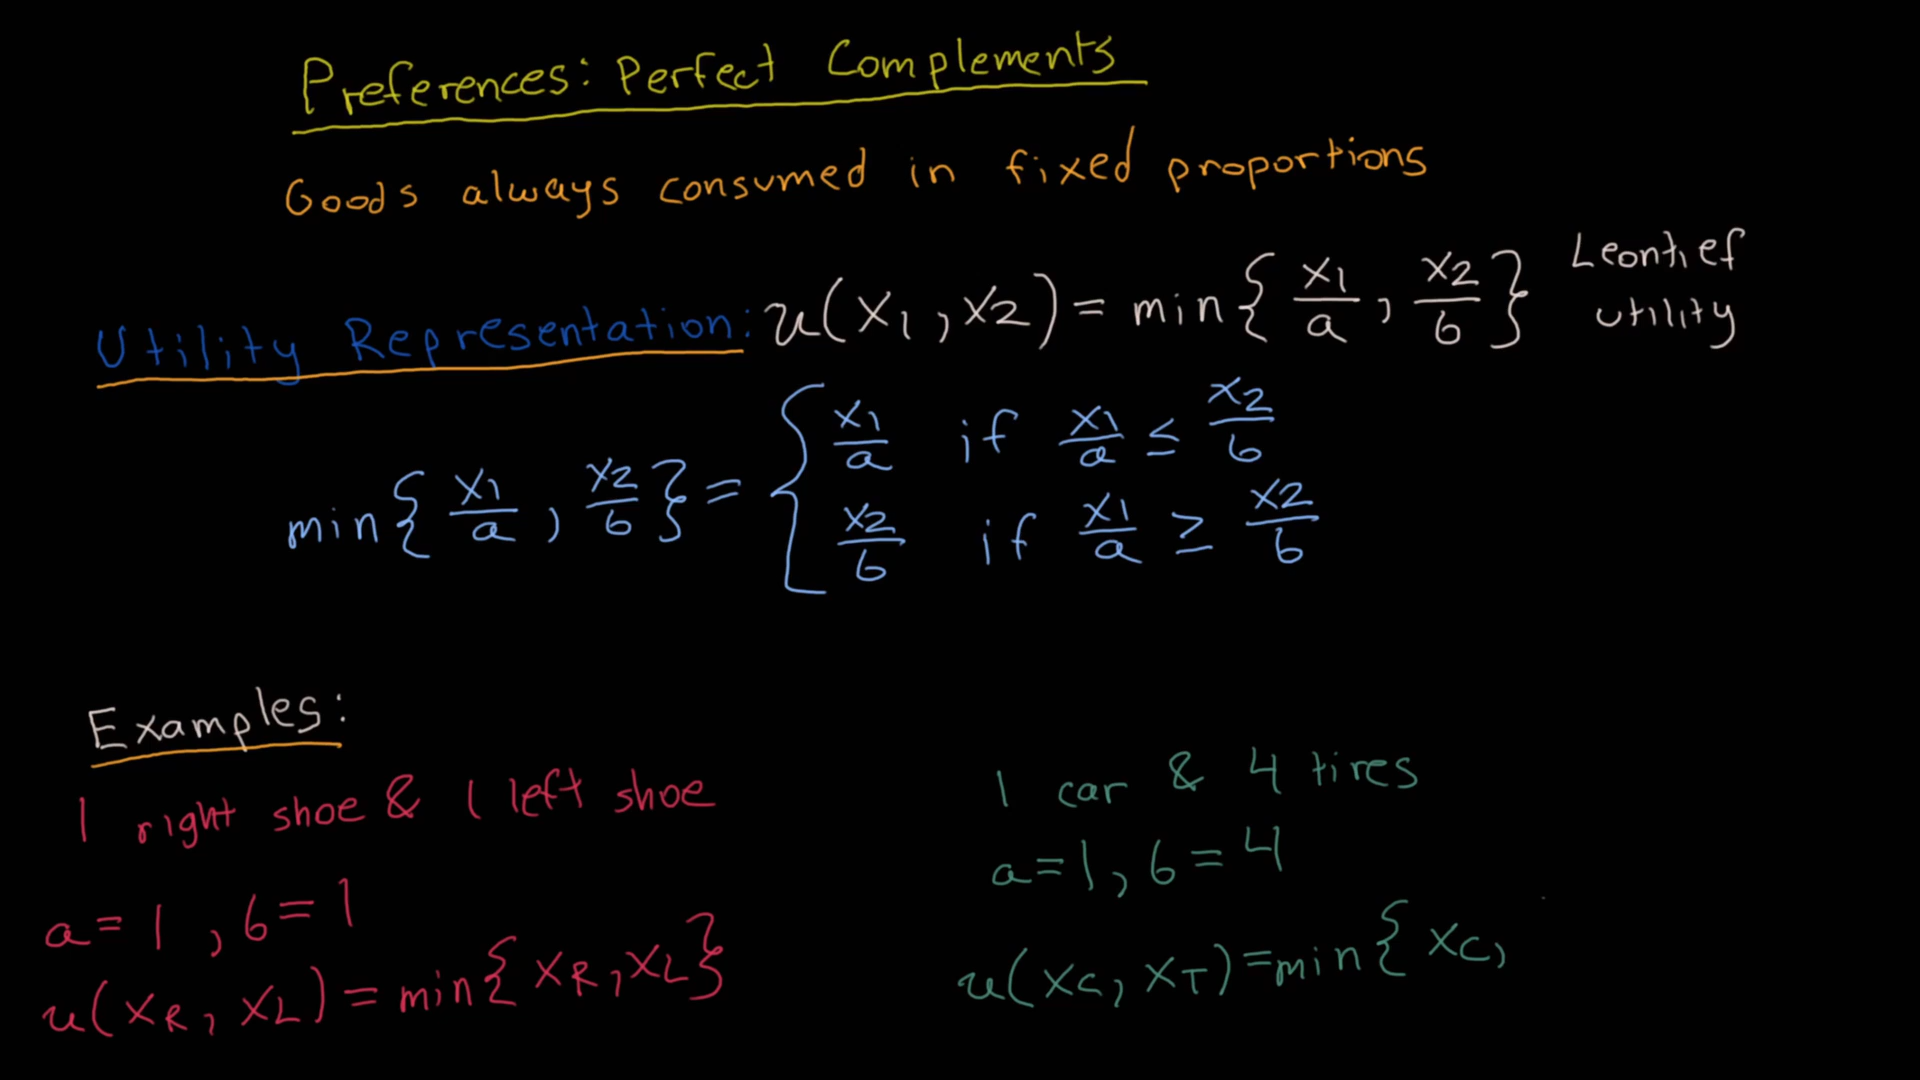 Preferences: Perfect Complements
Goods always consumed in fixed proportions
Utility Representation: u(x1, x2) = min{x1/a, x2/b} Leontief utility
min{x1/a, x2/b} = { x1/a if x1/a ≤ x2/b
x2/b if x1/a ≥ x2/b
Examples:
1 right shoe & 1 left shoe
a=1, b=1
u(xR, xL) = min{xR, xL}
1 car & 4 tires
a=1, b=4
u(xC, xT) = min{xC,